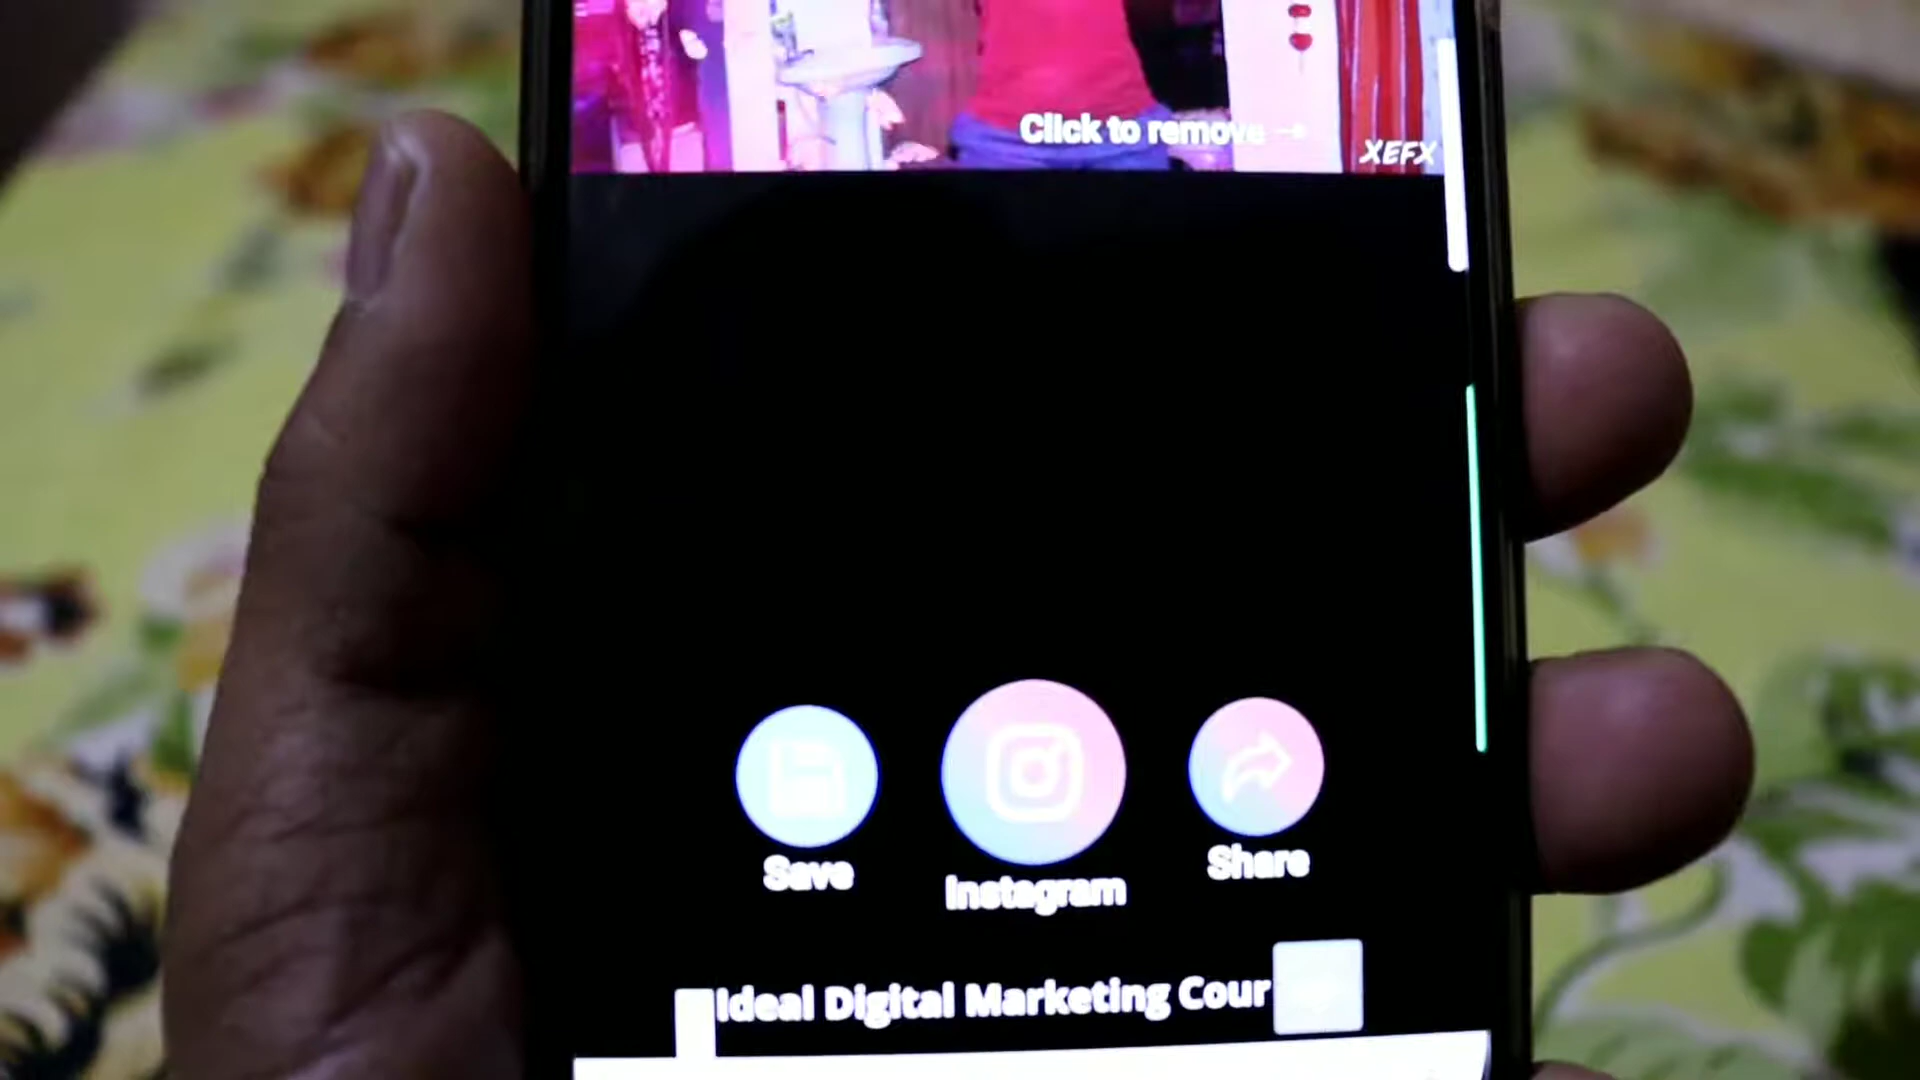 Click to remove →
XEFX
Save
Instagram
Share
Ideal Digital Marketing Cour